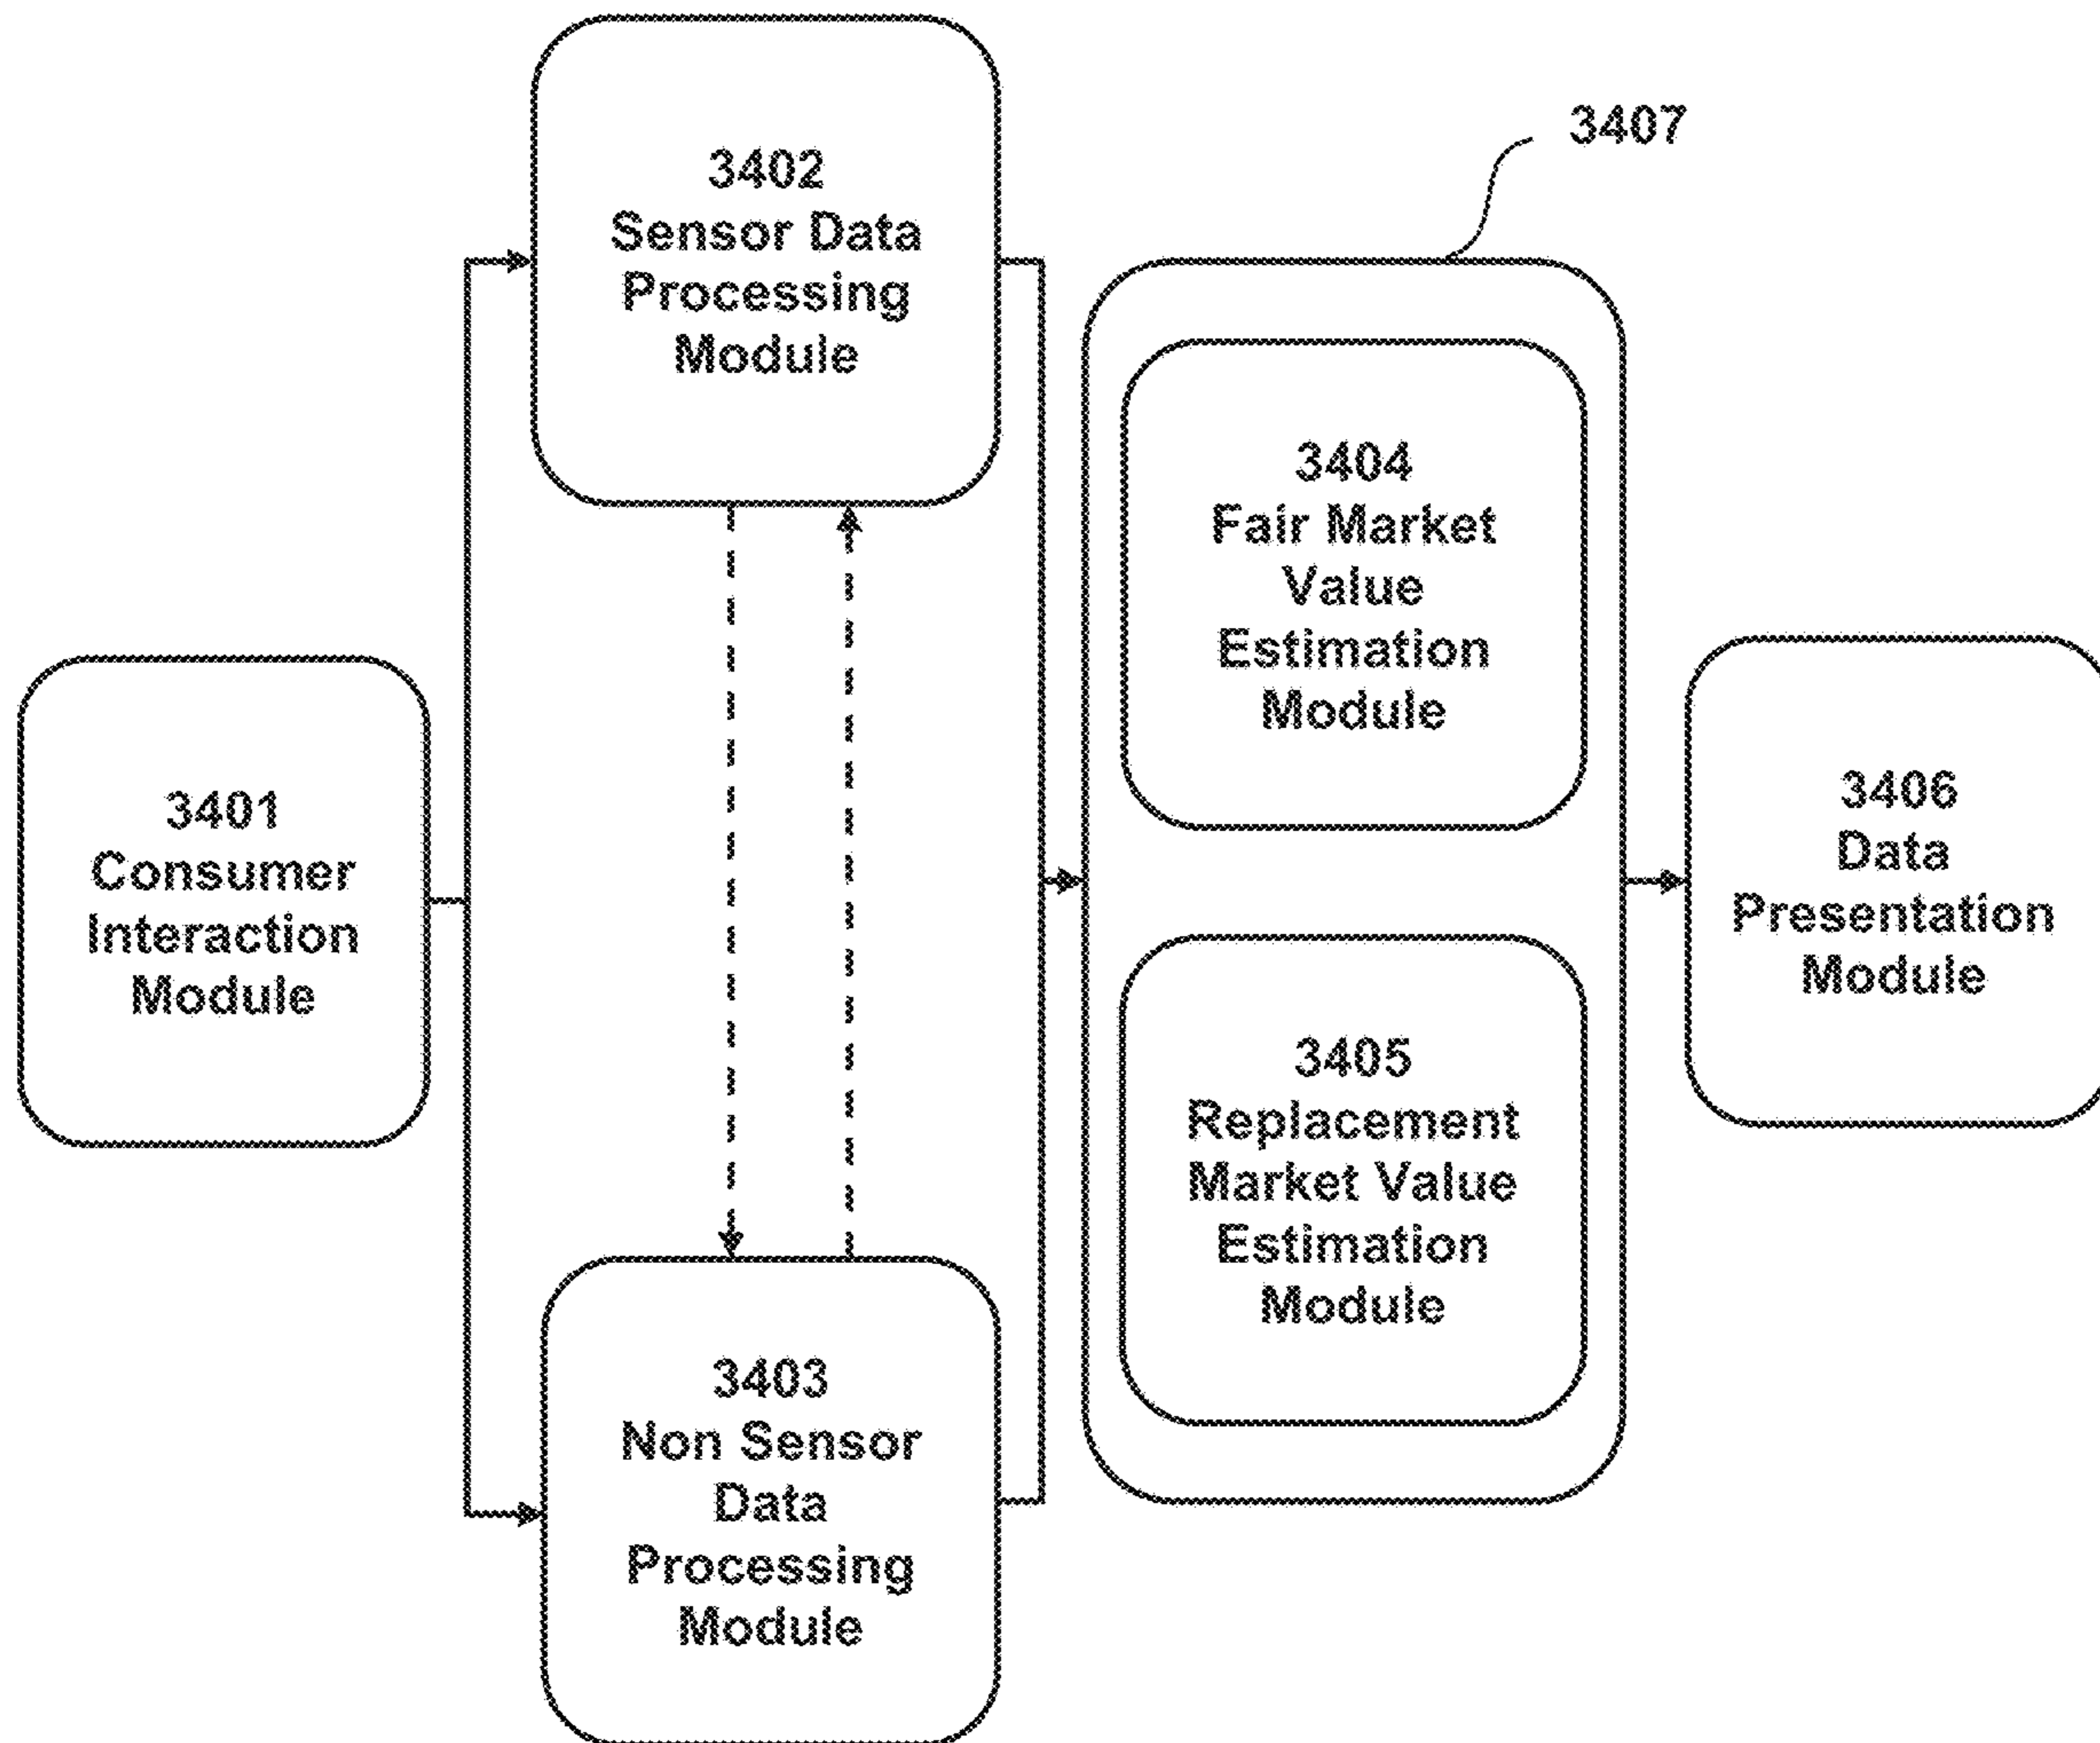 3401
Consumer
Interaction
Module
3402
Sensor Data
Processing
Module
3403
Non Sensor
Data
Processing
Module
3407
3404
Fair Market
Value
Estimation
Module
3405
Replacement
Market Value
Estimation
Module
3406
Data
Presentation
Module